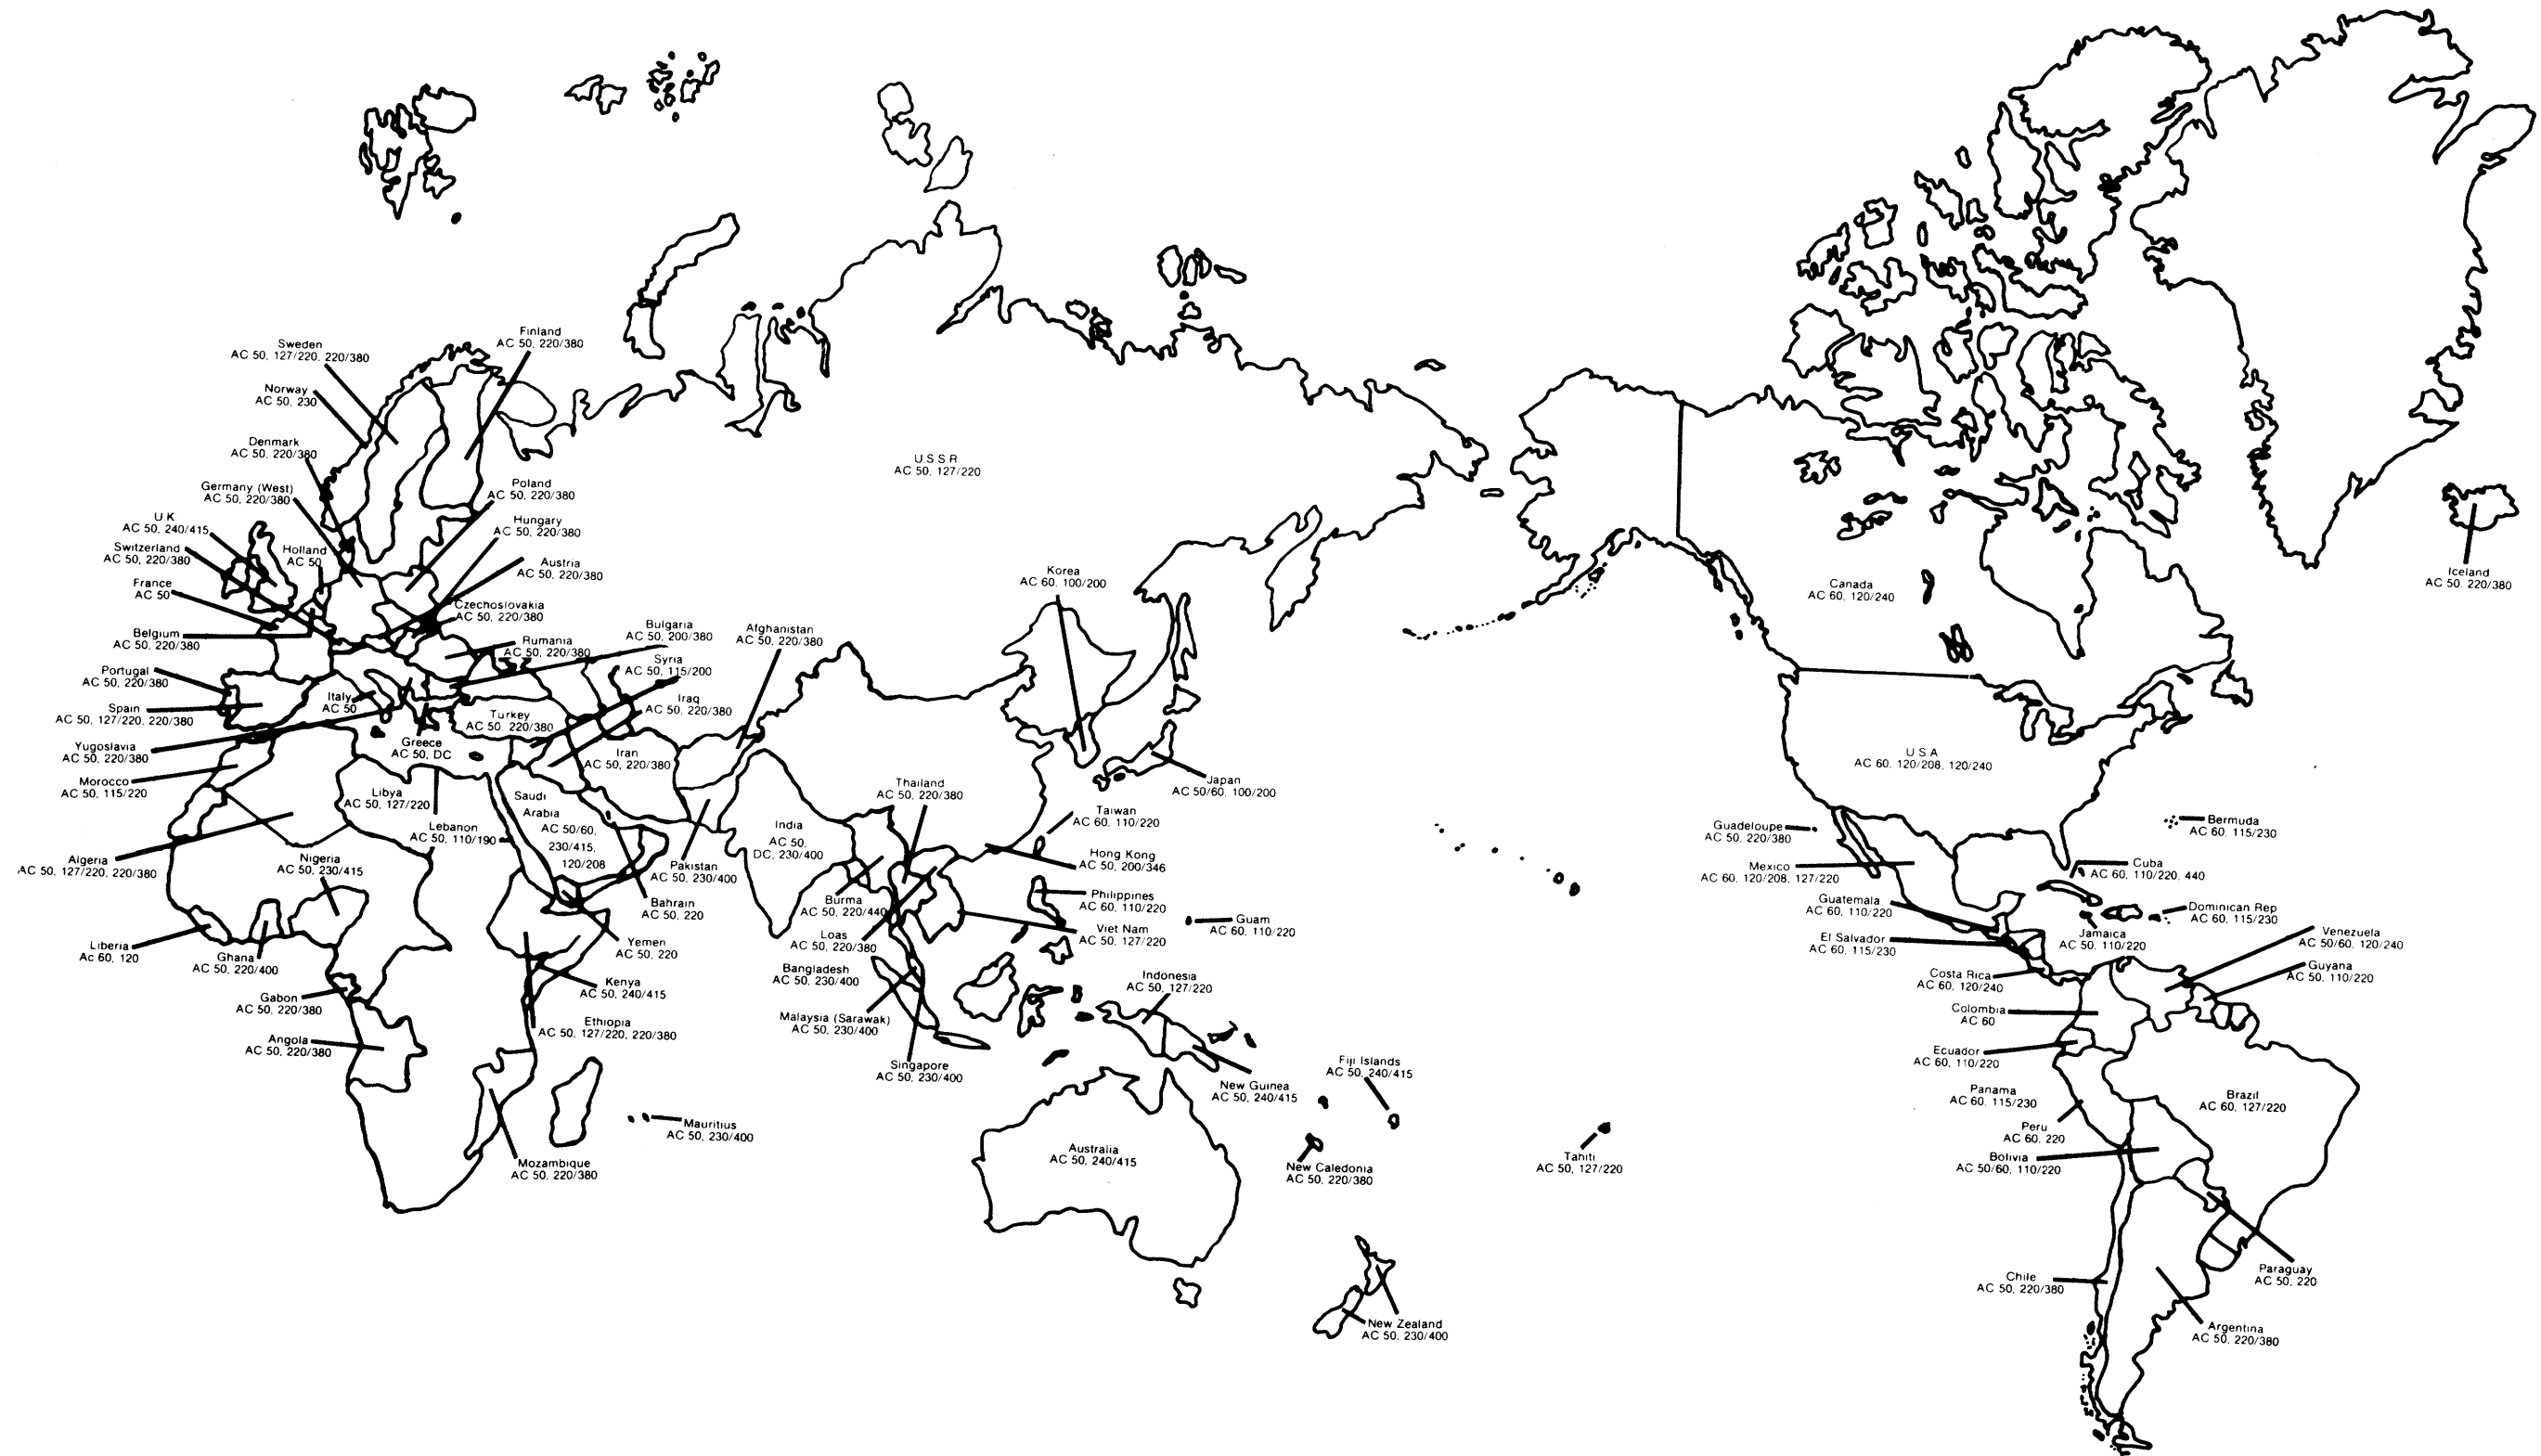 Finland
AC 50, 220/380
Sweden
AC 50, 127/220, 220/380
Norway
AC 50, 230
Denmark
AC 50, 220/380
Germany (West)
AC 50, 220/380
U.K.
AC 50, 240/415
Switzerland
AC 50, 220/380
Holland
AC 50
France
AC 50
Belgium
AC 50, 220/380
Portugal
AC 50, 220/380
Spain
AC 50, 127/220, 220/380
Yugoslavia
AC 50, 220/380
Morocco
AC 50, 115/220
Algeria
AC 50, 127/220, 220/380
Poland
AC 50, 220/380
Hungary
AC 50, 220/380
Austria
AC 50, 220/380
Czechoslovakia
AC 50, 220/380
Rumania
AC 50, 220/380
Bulgaria
AC 50, 200/380
Syria
AC 50, 115/200
Iraq
AC 50, 220/380
Afghanistan
AC 50, 220/380
Italy
AC 50
Turkey
AC 50, 220/380
Greece
AC 50, DC
Iran
AC 50, 220/380
Libya
AC 50, 127/220
Lebanon
AC 50, 110/190
Saudi
Arabia
AC 50/60,
230/415,
120/208
Nigeria
AC 50, 230/415
Liberia
Ac 60, 120
Ghana
AC 50, 220/400
Gabon
AC 50, 220/380
Angola
AC 50, 220/380
Pakistan
AC 50, 230/400
Bahrain
AC 50, 220
Yemen
AC 50, 220
Kenya
AC 50, 240/415
Ethiopia
AC 50, 127/220, 220/380
Mauritius
AC 50, 230/400
Mozambique
AC 50, 220/380
U.S.S.R.
AC 50, 127/220
Korea
AC 60, 100/200
Japan
AC 50/60, 100/200
Thailand
AC 50, 220/380
Taiwan
AC 60, 110/220
India
AC 50,
DC, 230/400
Hong Kong
AC 50, 200/346
Burma
AC 50, 220/440
Philippines
AC 60, 110/220
Guam
AC 60, 110/220
Loas
AC 50, 220/380
Viet Nam
AC 50, 127/220
Bangladesh
AC 50, 230/400
Indonesia
AC 50, 127/220
Malaysia (Sarawak)
AC 50, 230/400
Singapore
AC 50, 230/400
New Guinea
AC 50, 240/415
Fiji Islands
AC 50, 240/415
Australia
AC 50, 240/415
New Caledonia
AC 50, 220/380
Tahiti
AC 50, 127/220
New Zealand
AC 50, 230/400
Canada
AC 60, 120/240
Iceland
AC 50, 220/380
U.S.A.
AC 60, 120/208, 120/240
Guadeloupe
AC 50, 220/380
Bermuda
AC 60, 115/230
Mexico
AC 60, 120/208, 127/220
Cuba
AC 60, 110/220, 440
Guatemala
AC 60, 110/220
Dominican Rep
AC 60, 115/230
El Salvador
AC 60, 115/230
Jamaica
AC 50, 110/220
Venezuela
AC 50/60, 120/240
Costa Rica
AC 60, 120/240
Guyana
AC 50, 110/220
Colombia
AC 60
Ecuador
AC 60, 110/220
Panama
AC 60, 115/230
Brazil
AC 60, 127/220
Peru
AC 60, 220
Bolivia
AC 50/60, 110/220
Paraguay
AC 50, 220
Chile
AC 50, 220/380
Argentina
AC 50, 220/380